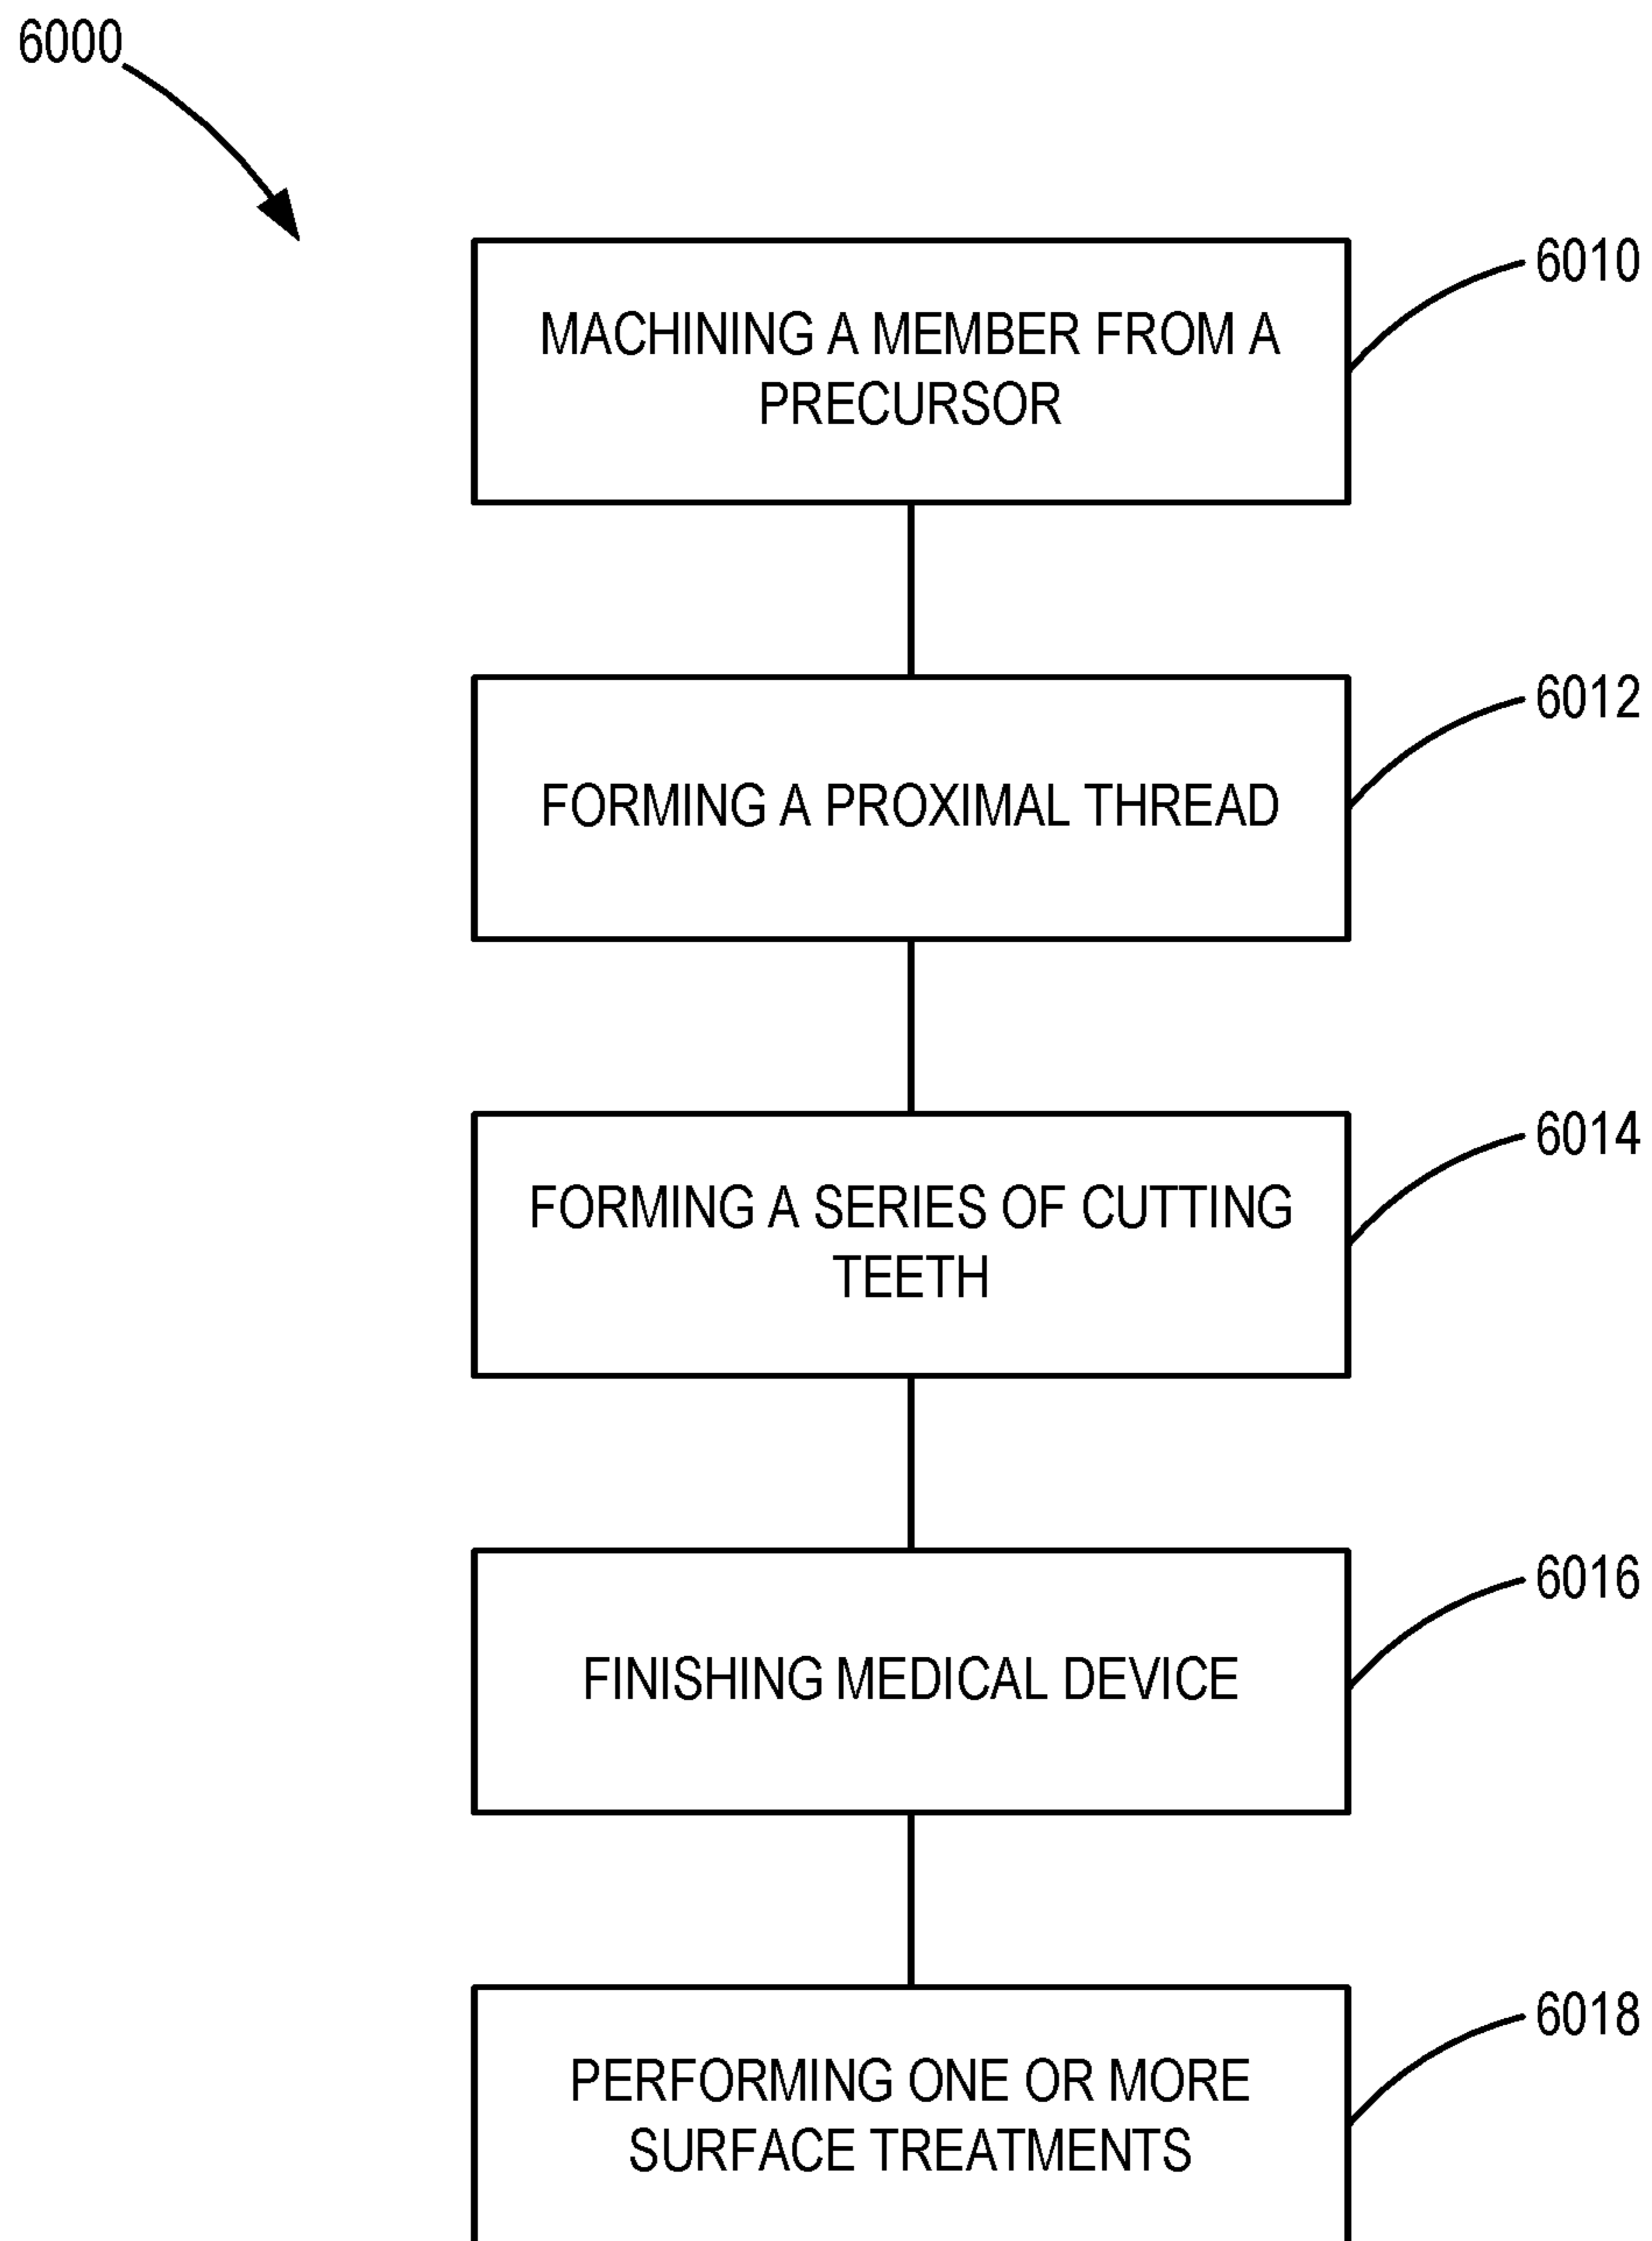 6000
6010
MACHINING A MEMBER FROM A
PRECURSOR
6012
FORMING A PROXIMAL THREAD
6014
FORMING A SERIES OF CUTTING
TEETH
6016
FINISHING MEDICAL DEVICE
6018
PERFORMING ONE OR MORE
SURFACE TREATMENTS